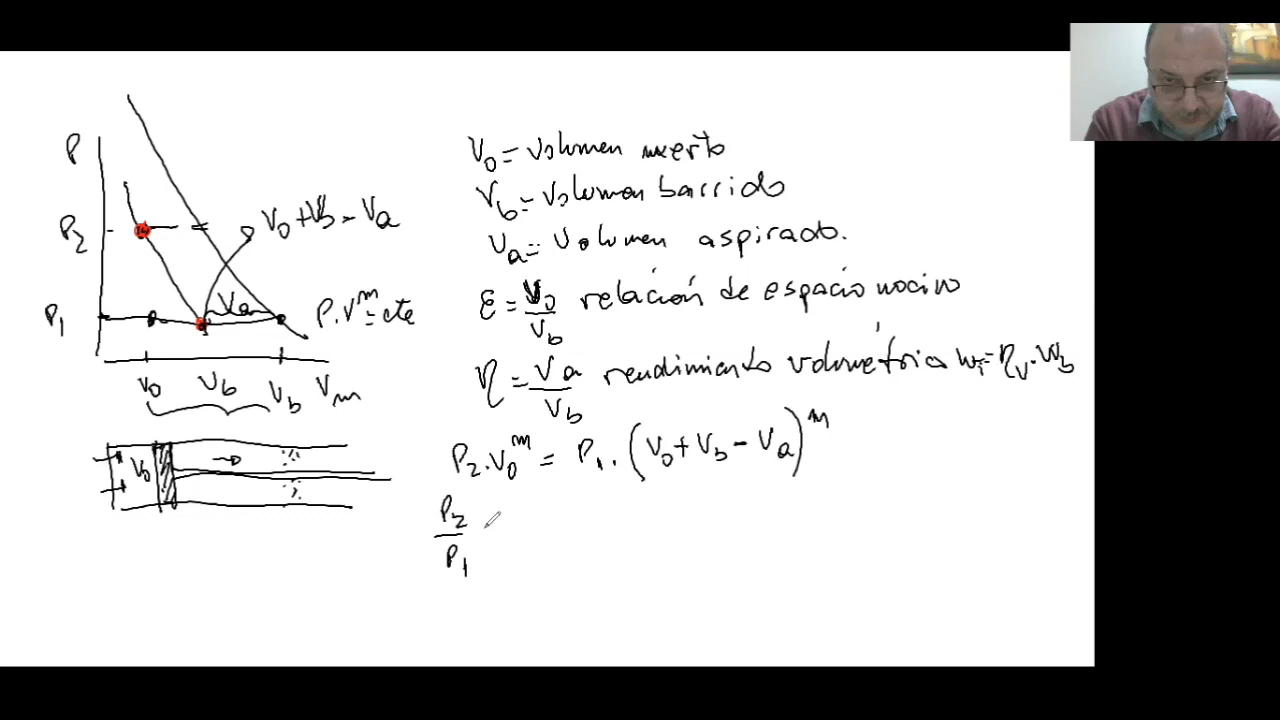 P
P₂
V₀+Vb - Va
P₁
Va
P.V^m = cte
V₀ Vb Vb Vm
V₀
V₀ = Volumen muerto
Vb = Volumen barrido
Va = Volumen aspirado.
ε = V₀/Vb relación de espacio nocivo
η = Va/Vb rendimiento volumétrico
P₂.V₀^m = P₁.(V₀+Vb - Va)^m
P₂/P₁